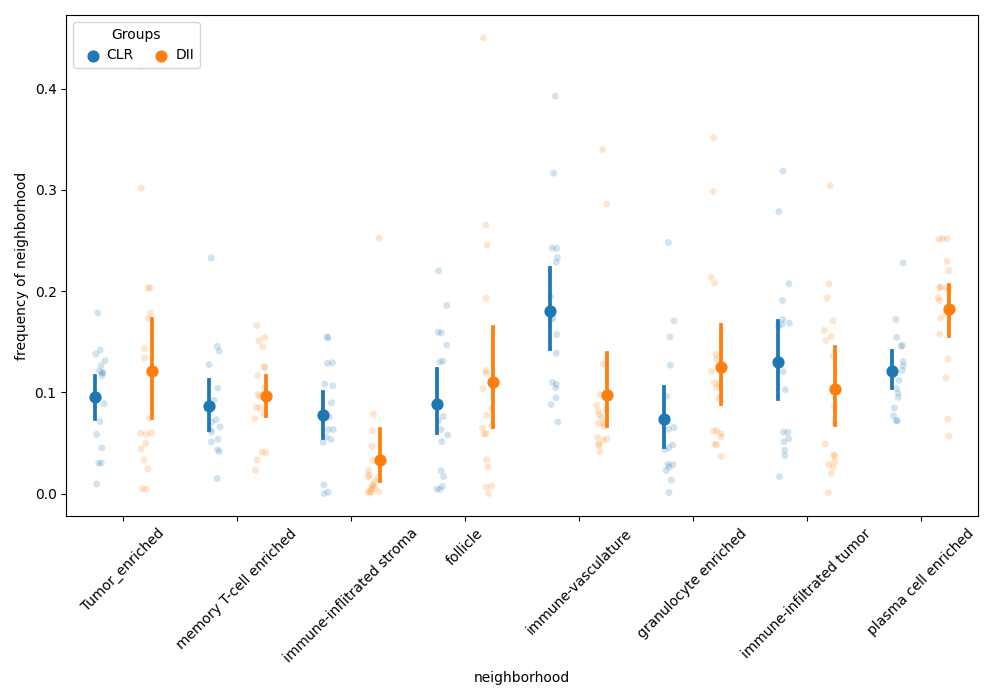 Groups
CLR DII
frequency of neighborhood
0.4
0.3
0.2
0.1
0.0
Tumor_enriched
memory T-cell enriched
immune-inflitrated stroma
follicle
immune-vasculature
granulocyte enriched
immune-infiltrated tumor
plasma cell enriched
neighborhood